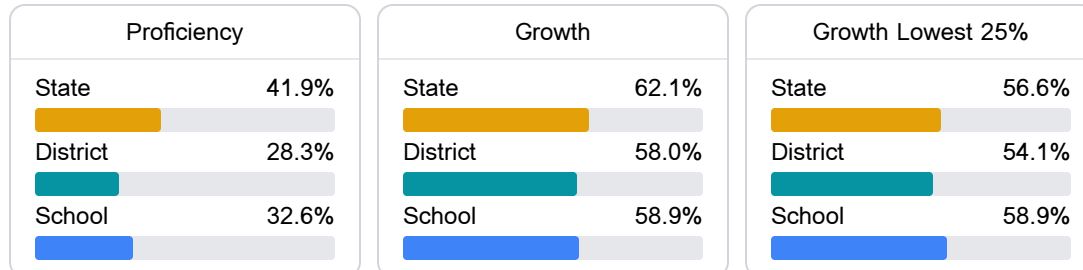 Proficiency
State 41.9%
District 28.3%
School 32.6%
Growth
State 62.1%
District 58.0%
School 58.9%
Growth Lowest 25%
State 56.6%
District 54.1%
School 58.9%